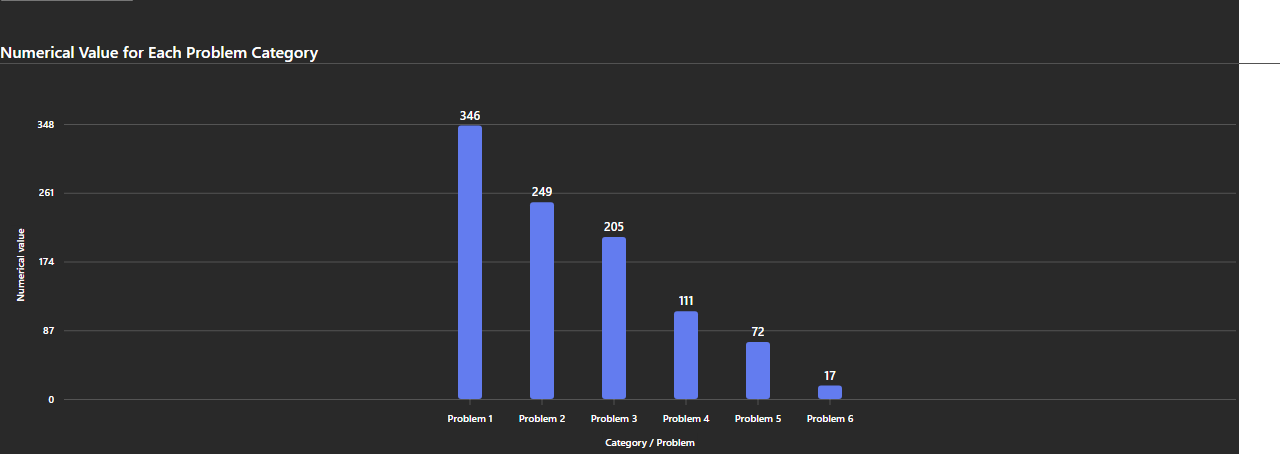 Numerical Value for Each Problem Category
346
348
249
261
205
174
Numerical value
111
87
72
17
0
Problem 1 Problem 2 Problem 3 Problem 4 Problem 5 Problem 6
Category / Problem